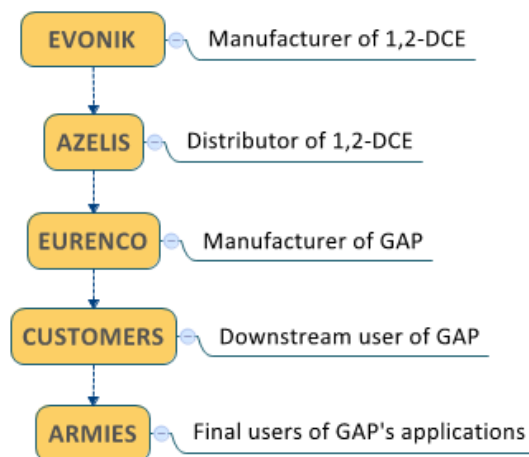 EVONIK Manufacturer of 1,2-DCE
AZELIS Distributor of 1,2-DCE
EURENCO Manufacturer of GAP
CUSTOMERS Downstream user of GAP
ARMIES Final users of GAP's applications